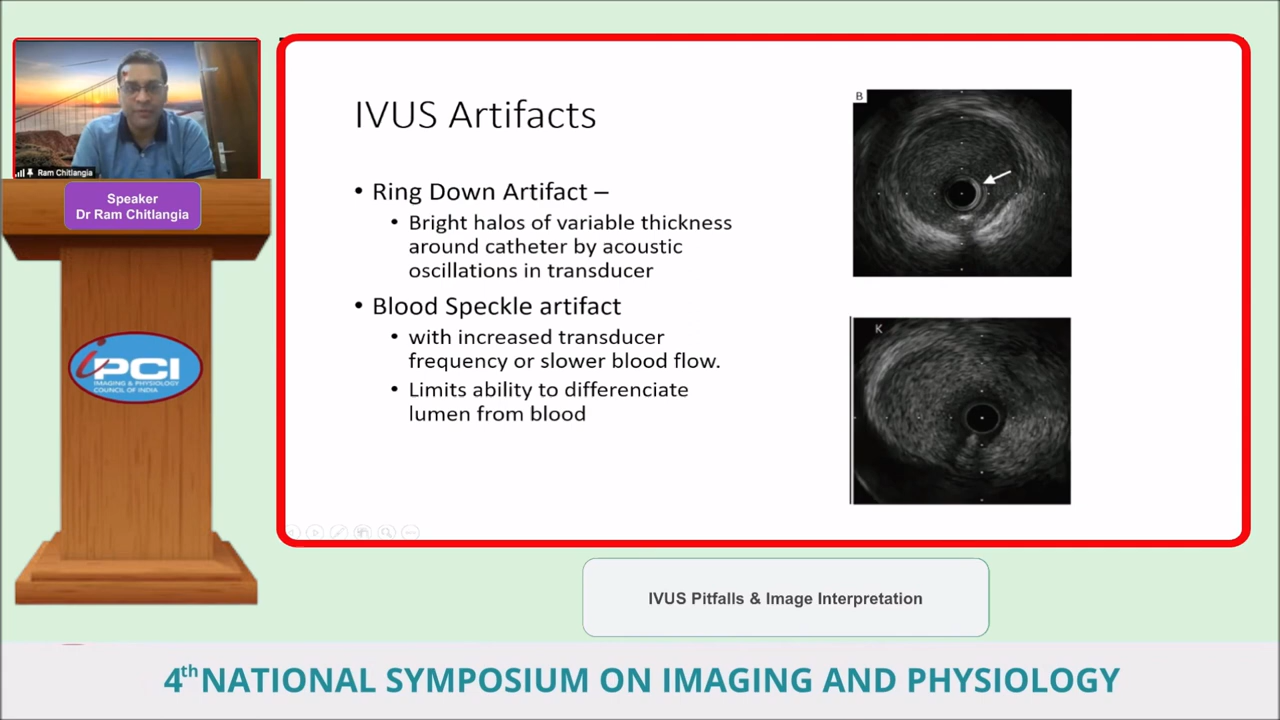 Ram Chitlangia
Speaker
Dr Ram Chitlangia
iPCI
IMAGING & PHYSIOLOGY
COUNCIL OF INDIA
IVUS Artifacts
• Ring Down Artifact –
• Bright halos of variable thickness
around catheter by acoustic
oscillations in transducer
• Blood Speckle artifact
• with increased transducer
frequency or slower blood flow.
• Limits ability to differenciate
lumen from blood
B
K
IVUS Pitfalls & Image Interpretation
4th NATIONAL SYMPOSIUM ON IMAGING AND PHYSIOLOGY